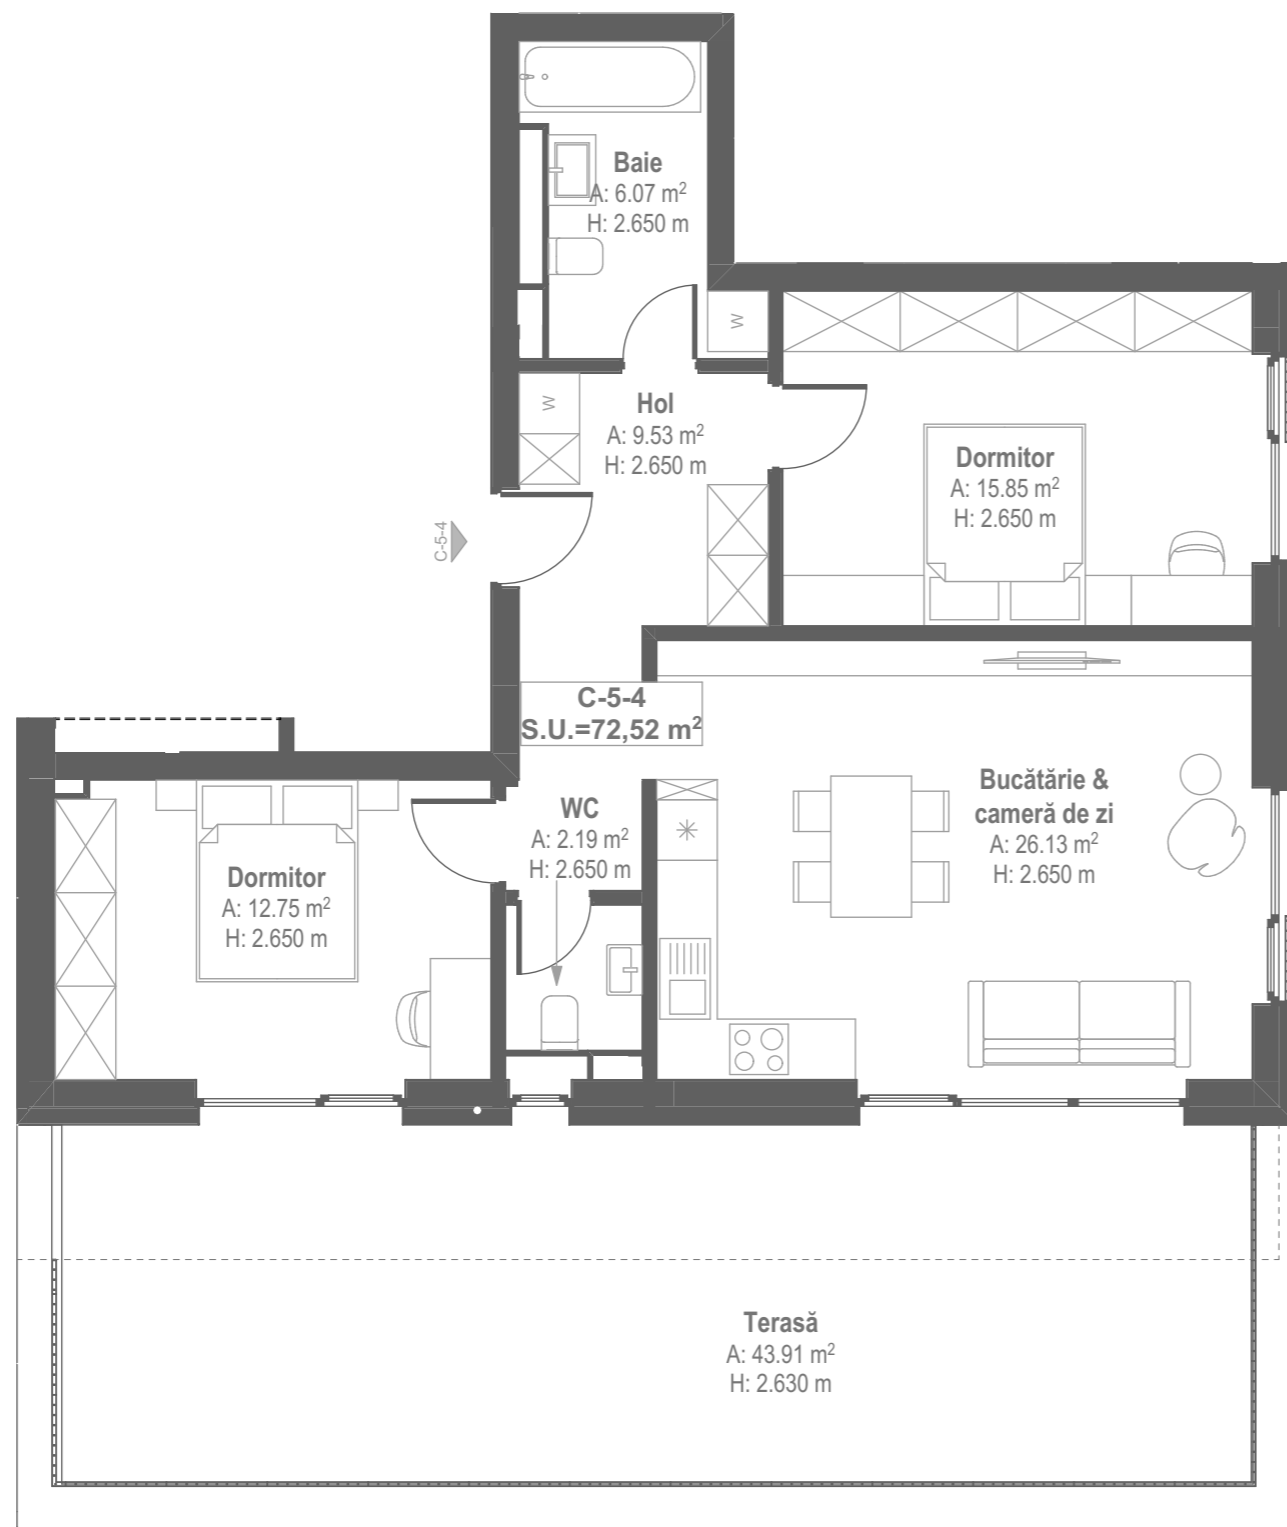 Baie
A: 6.07 m²
H: 2.650 m
W
W
Hol
A: 9.53 m²
H: 2.650 m
Dormitor
A: 15.85 m²
H: 2.650 m
C-5-4
C-5-4
S.U.=72,52 m²
Bucătărie &
cameră de zi
A: 26.13 m²
H: 2.650 m
WC
A: 2.19 m²
H: 2.650 m
Dormitor
A: 12.75 m²
H: 2.650 m
Terasă
A: 43.91 m²
H: 2.630 m